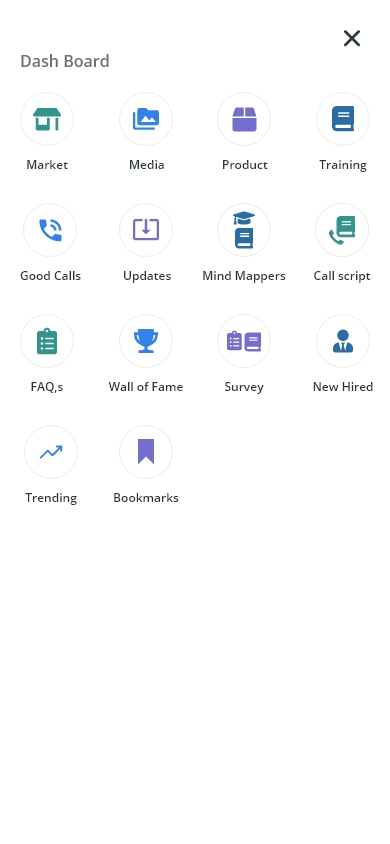 Dash Board
Market
Media
Product
Training
Good Calls
Updates
Mind Mappers
Call script
FAQ,s
Wall of Fame
Survey
New Hired
Trending
Bookmarks